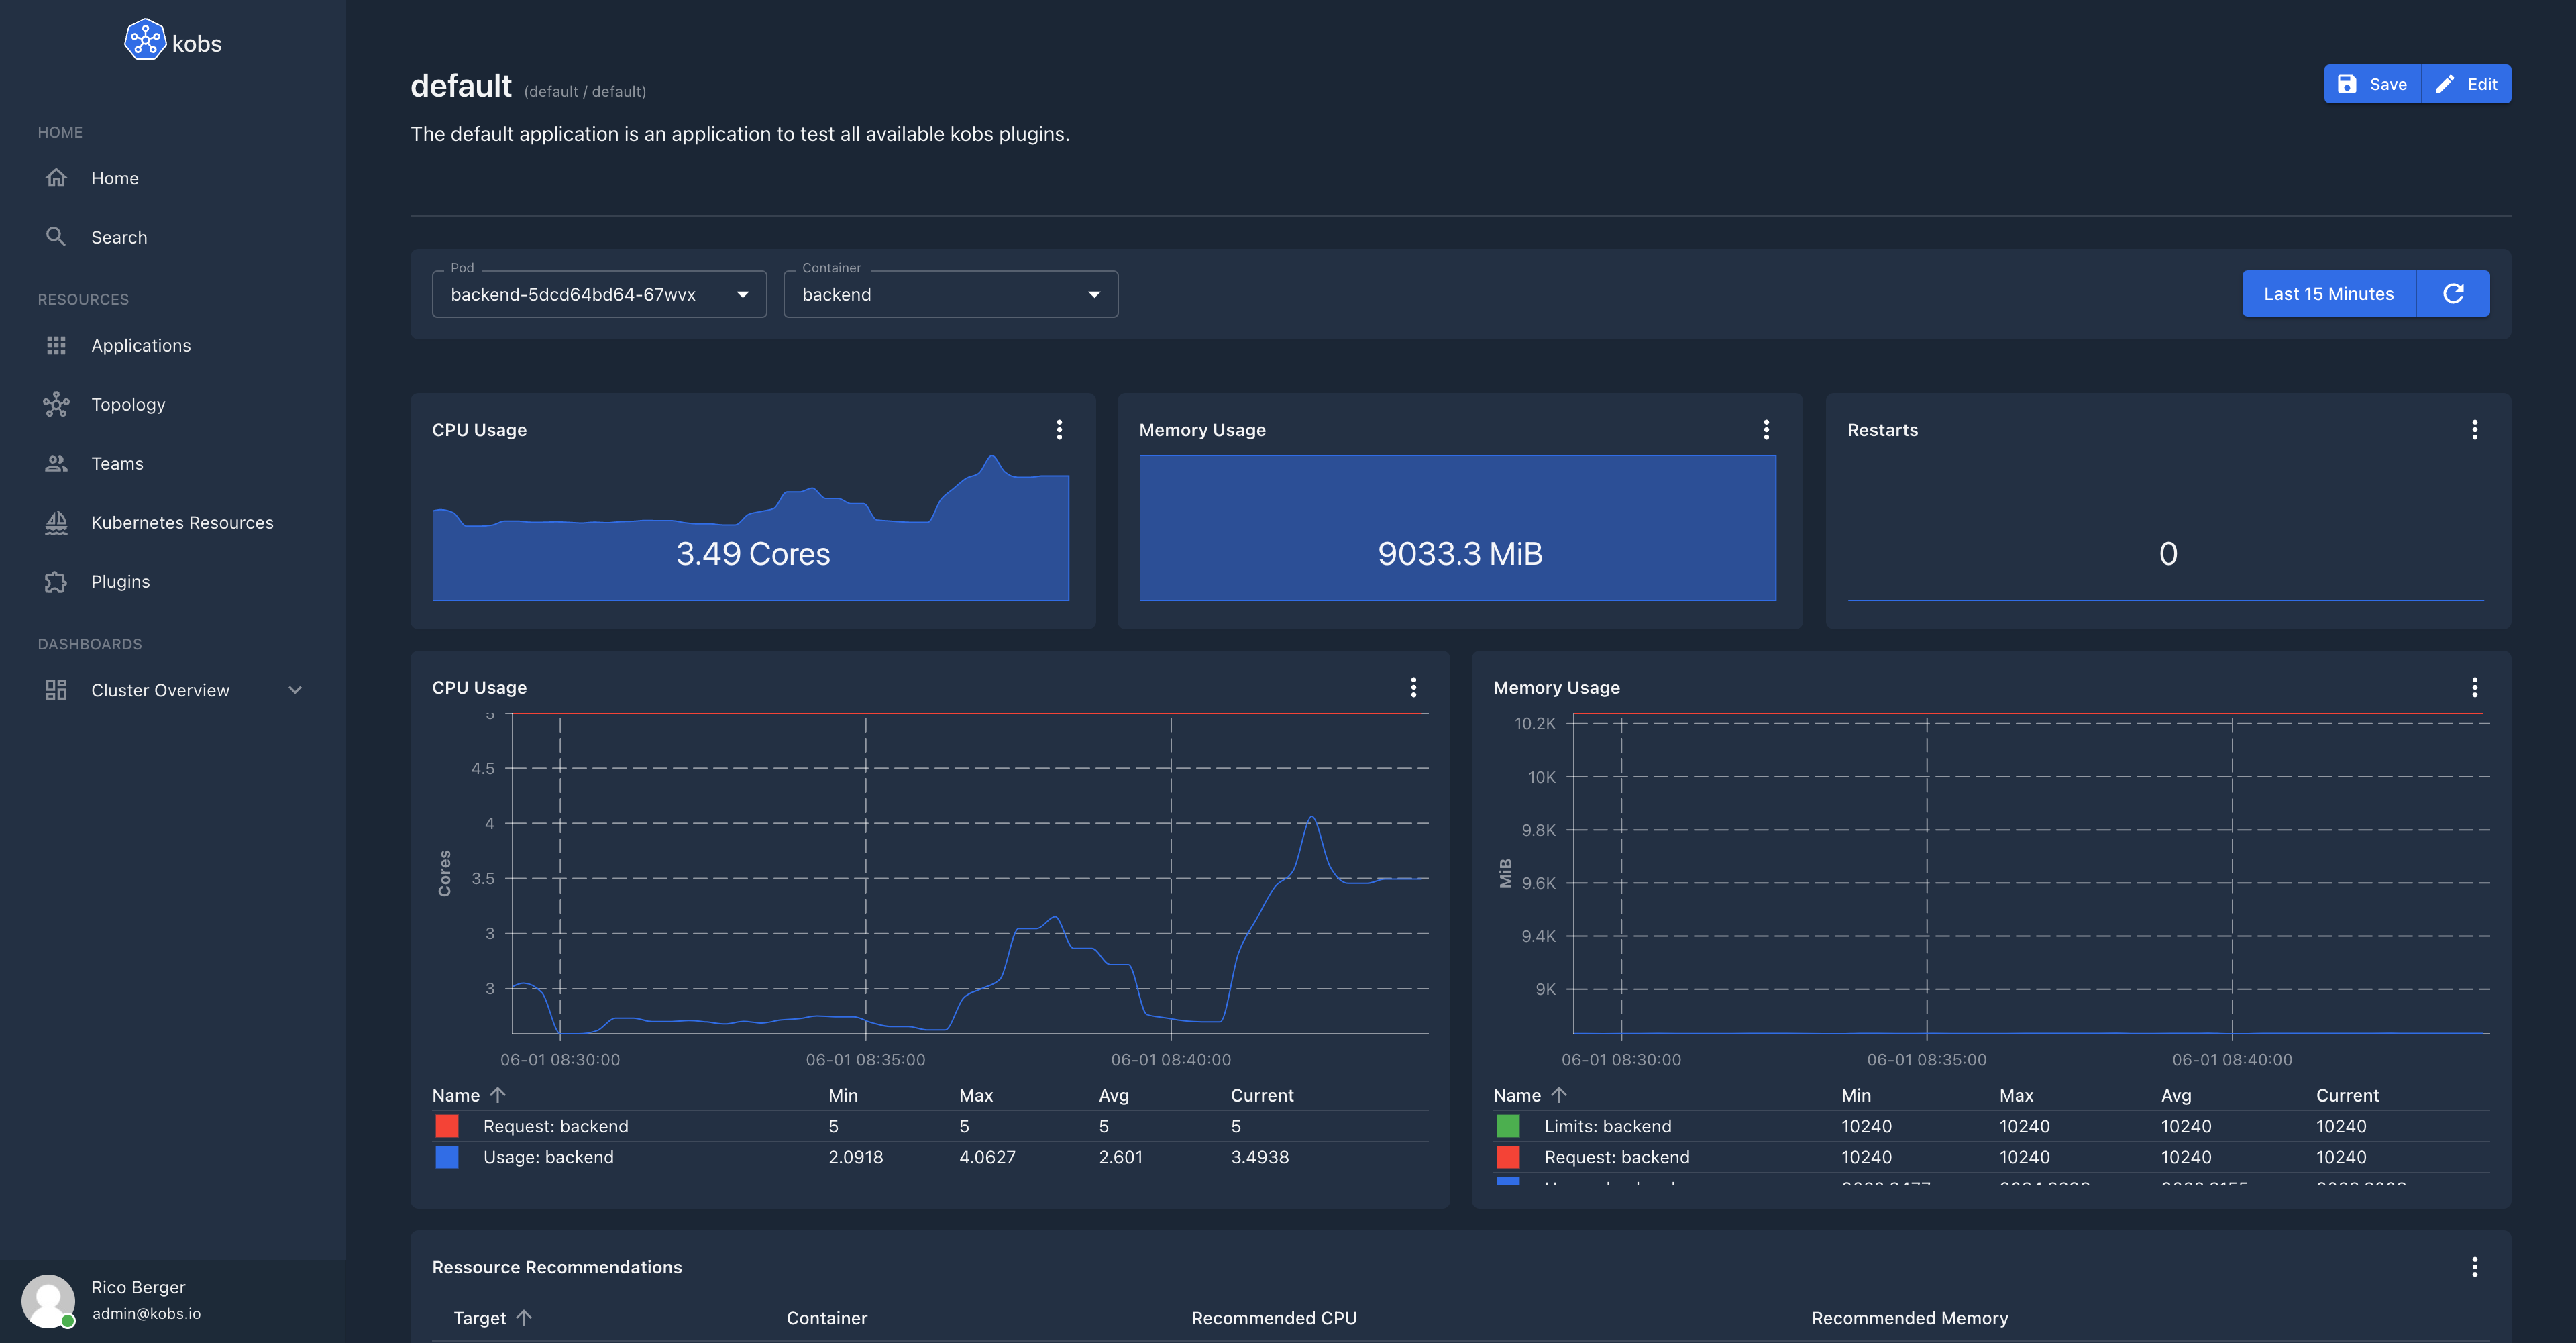 kobs
HOME
Home
Search
RESOURCES
Applications
Topology
Teams
Kubernetes Resources
Plugins
DASHBOARDS
Cluster Overview
Rico Berger
admin@kobs.io
default (default / default)
Save Edit
The default application is an application to test all available kobs plugins.
Pod
backend-5dcd64bd64-67wvx
Container
backend
Last 15 Minutes
CPU Usage
3.49 Cores
Memory Usage
9033.3 MiB
Restarts
0
CPU Usage
Cores
5
4.5
4
3.5
3
3
06-01 08:30:00 06-01 08:35:00 06-01 08:40:00
Name Min Max Avg Current
Request: backend 5 5 5 5
Usage: backend 2.0918 4.0627 2.601 3.4938
Memory Usage
MiB
10.2K
10K
9.8K
9.6K
9.4K
9K
06-01 08:30:00 06-01 08:35:00 06-01 08:40:00
Name Min Max Avg Current
Limits: backend 10240 10240 10240 10240
Request: backend 10240 10240 10240 10240
Ressource Recommendations
Target Container Recommended CPU Recommended Memory